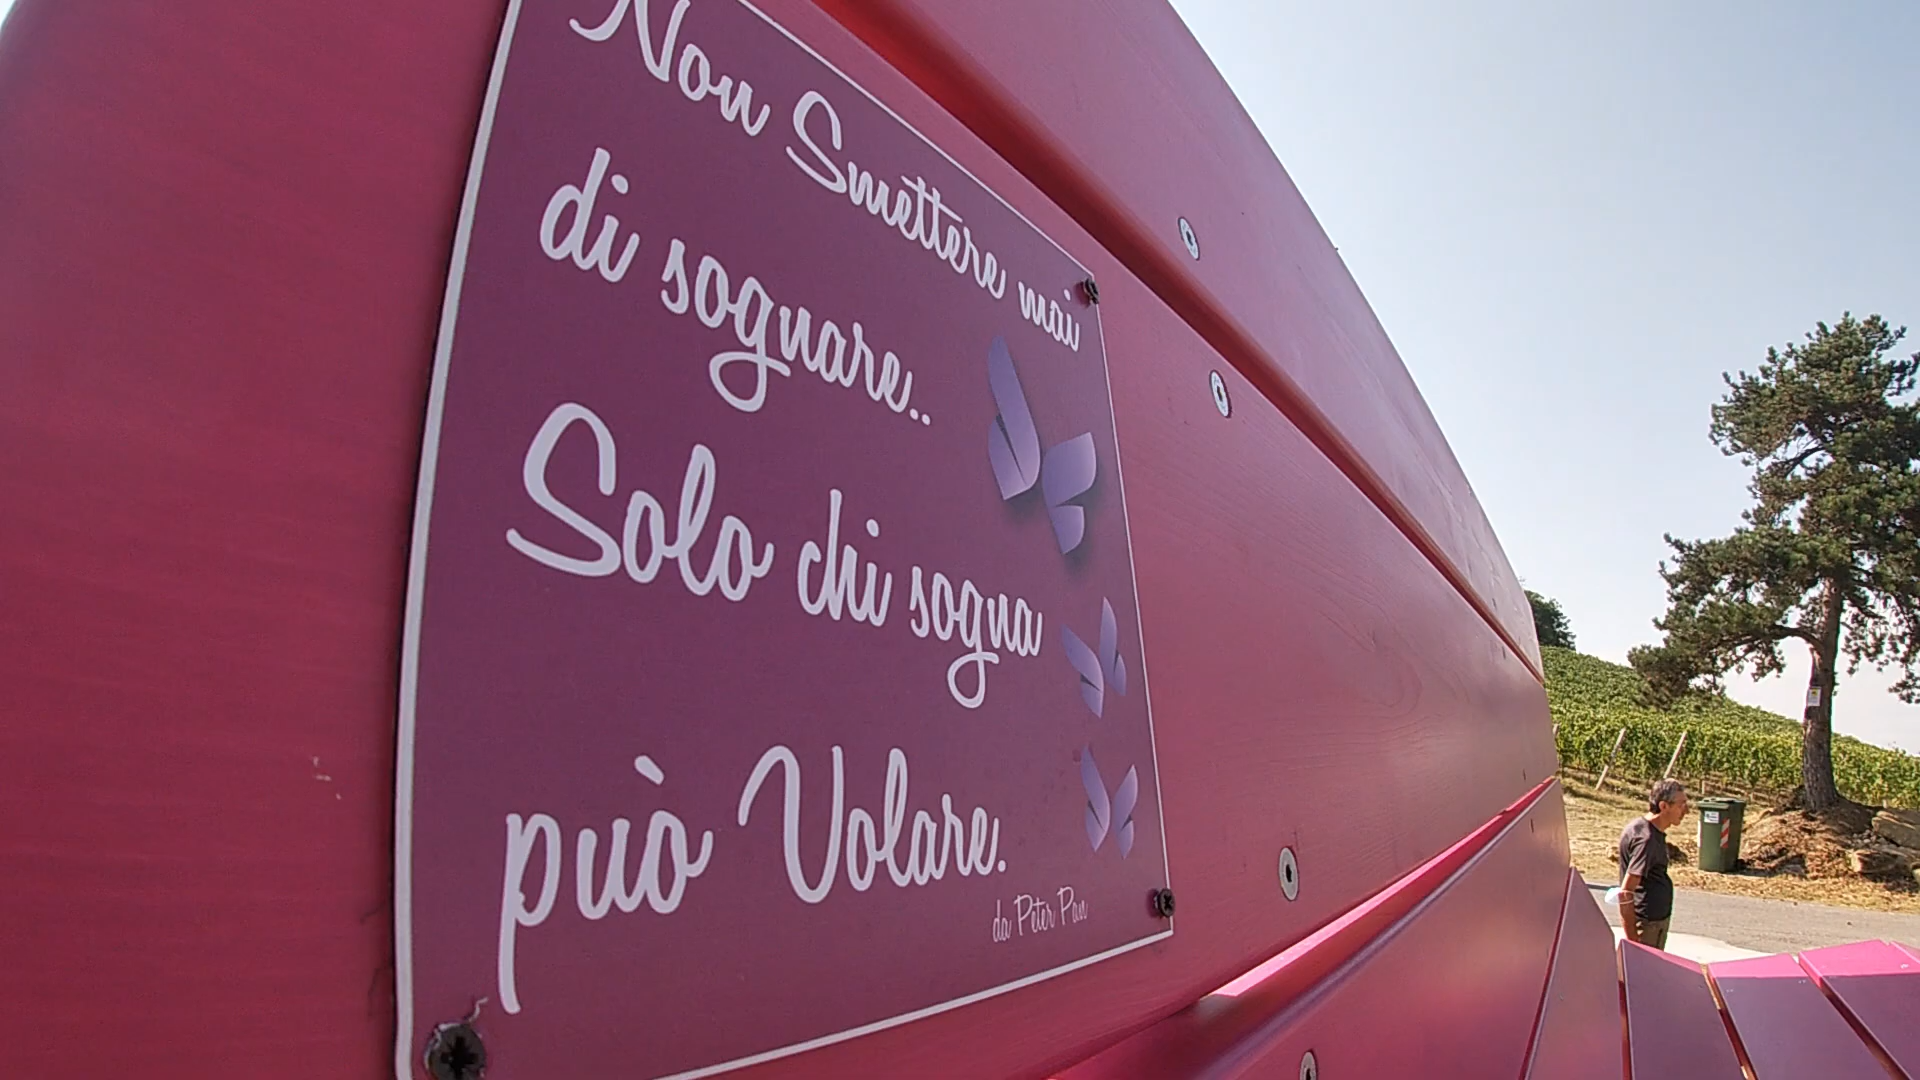 Non Smettere mai
di sognare..
Solo chi sogna
può Volare.
da Peter Pan